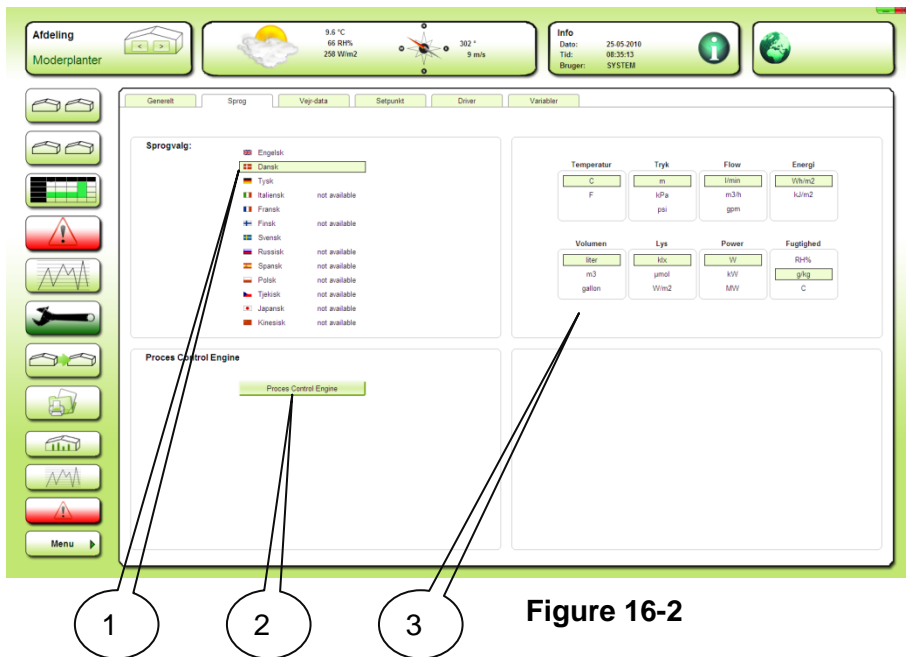 Afdeling
Moderplanter
< >
9.6 °C
66 RH%
258 W/m2
302 °
9 m/s
Info
Dato: 25-05-2010
Tid: 08:35:13
Bruger: SYSTEM
Generelt Sprog Vejr-data Setpunkt Driver Variabler
Sprogvalg:
Engelsk
Dansk
Tysk
Italiensk not available
Fransk
Finsk not available
Svensk
Russisk not available
Spansk not available
Polsk not available
Tjekisk not available
Japansk not available
Kinesisk not available
Temperatur Tryk Flow Energi
C m l/min Wh/m2
F kPa m3/h kJ/m2
psi gpm
Volumen Lys Power Fugtighed
liter klx W RH%
m3 µmol kW g/kg
gallon W/m2 MW C
Proces Control Engine
Proces Control Engine
Menu
1 2 3
Figure 16-2